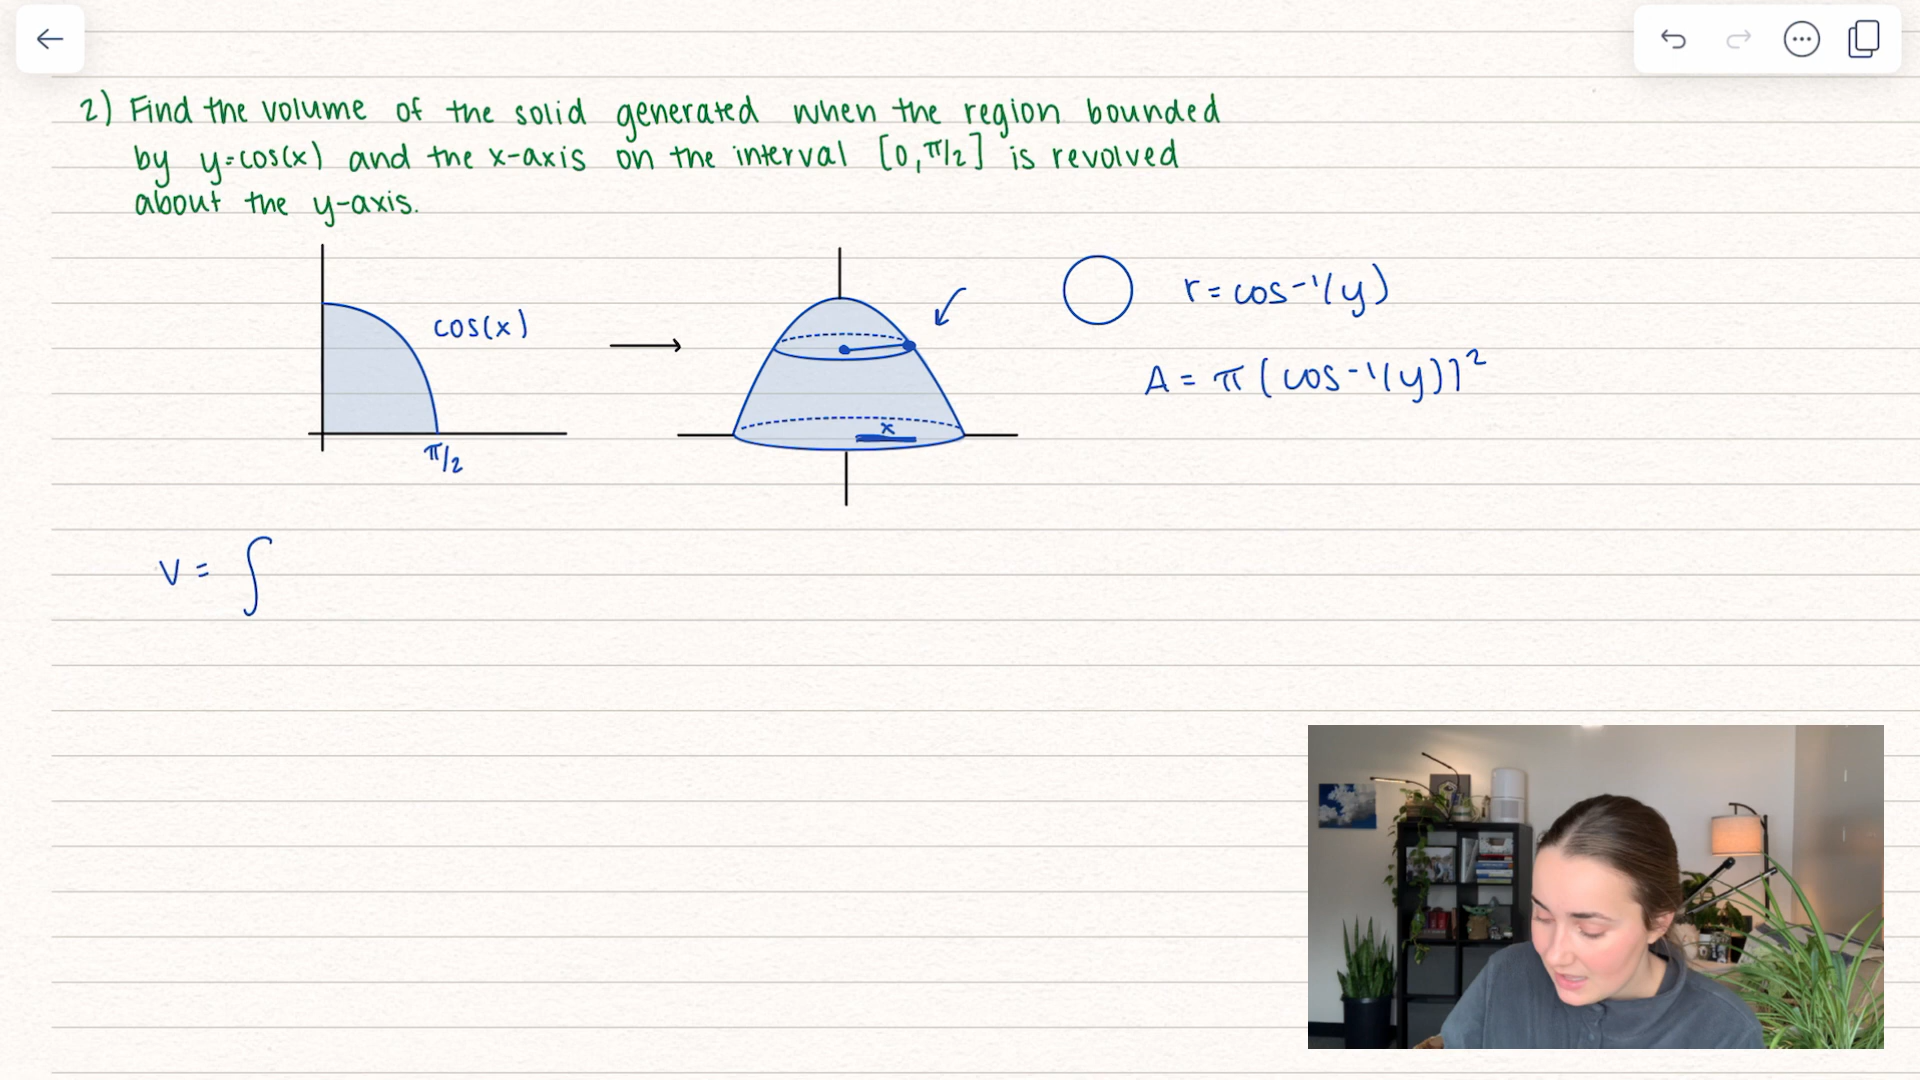 2) Find the volume of the solid generated when the region bounded
by y=cos(x) and the x-axis on the interval [0,π/2] is revolved
about the y-axis.
cos(x)
π/2
x
r=cos⁻¹(y)
A = π(cos⁻¹(y))²
V = ∫